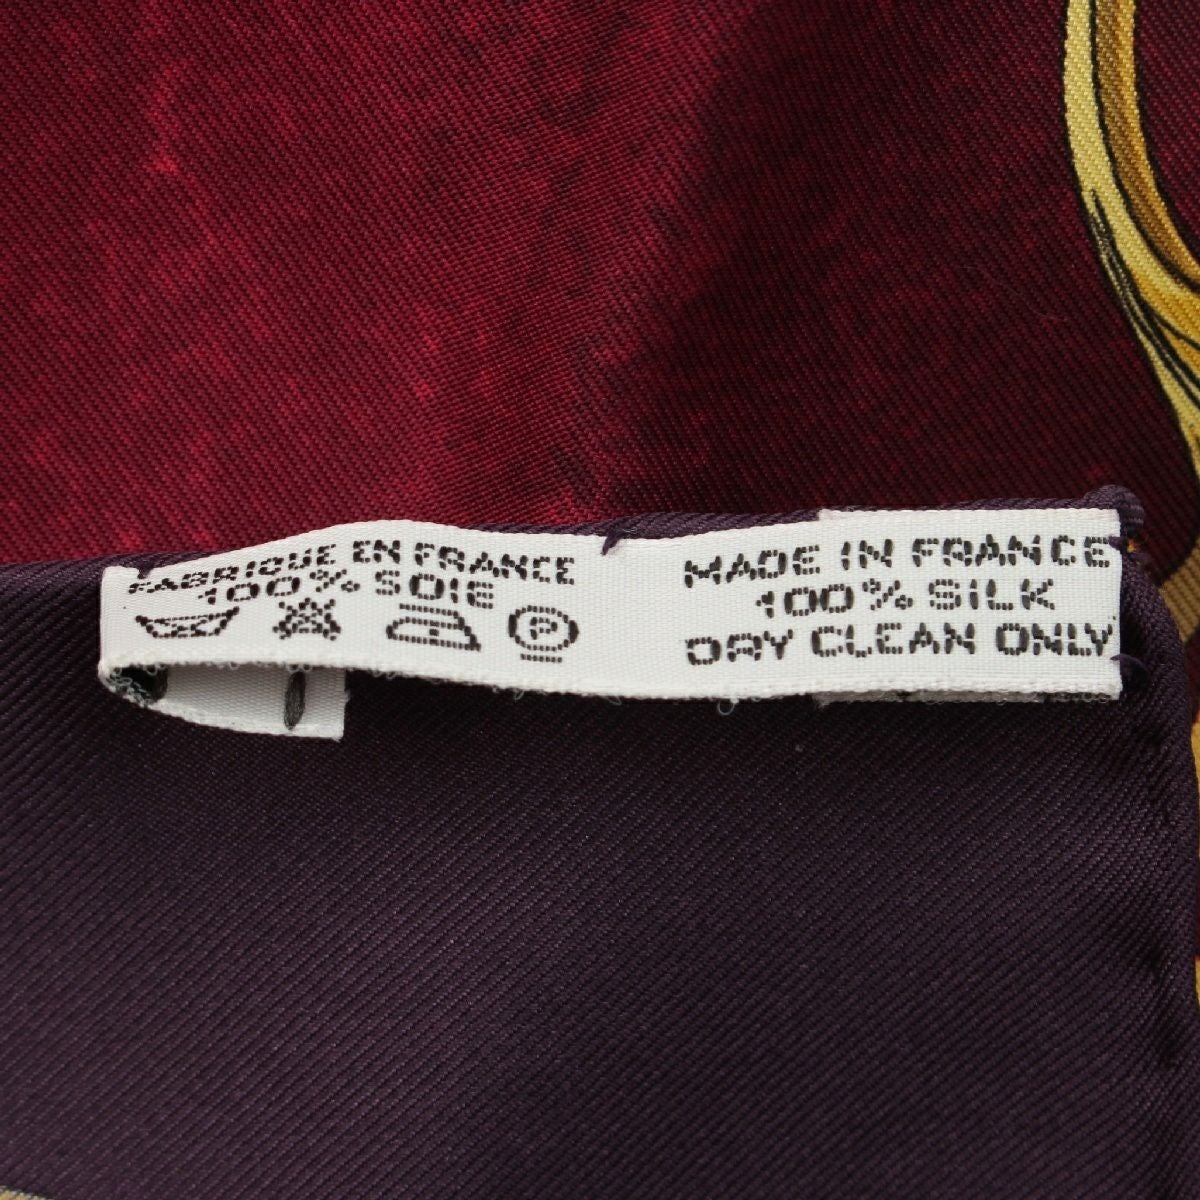 FABRIQUE EN FRANCE
100% SOIE
P
MADE IN FRANCE
100% SILK
DRY CLEAN ONLY